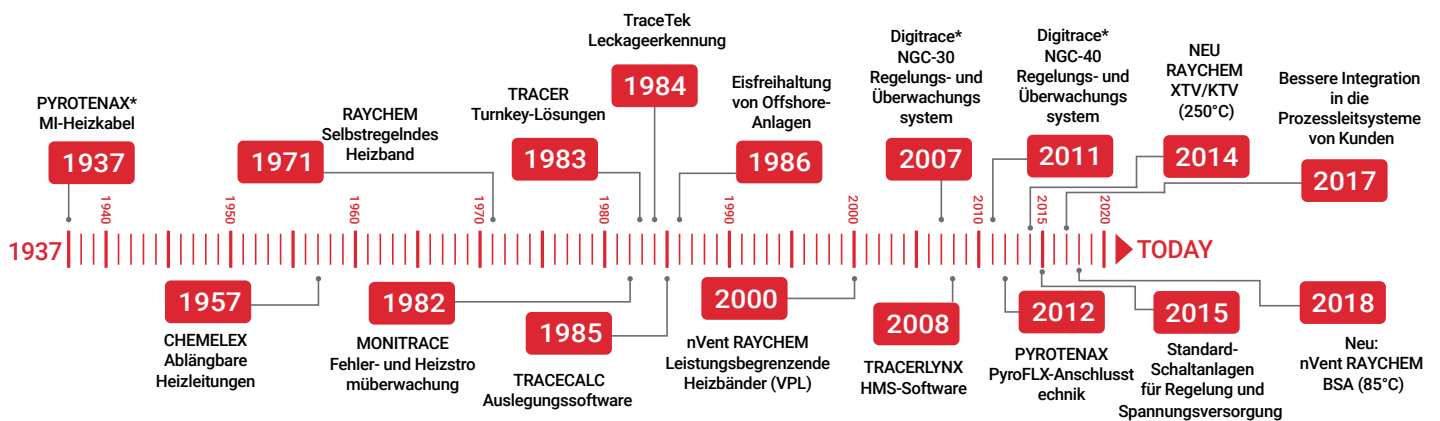 PYROTENAX*
MI-Heizkabel
1937
RAYCHEM
Selbstregelndes
Heizband
1971
TRACER
Turnkey-Lösungen
1983
TraceTek
Leckageerkennung
1984
Eisfreihaltung
von Offshore-
Anlagen
1986
Digitrace*
NGC-30
Regelungs- und
Überwachungs
system
2007
Digitrace*
NGC-40
Regelungs- und
Überwachungs
system
2011
NEU
RAYCHEM
XTV/KTV
(250°C)
2014
Bessere Integration
in die
Prozessleitsysteme
von Kunden
2017
1937
1940
1950
1960
1970
1980
1990
2000
2010
2015
2020
TODAY
1957
CHEMELEX
Ablängbare
Heizleitungen
1982
MONITRACE
Fehler- und Heizstro
müberwachung
1985
TRACECALC
Auslegungssoftware
2000
nVent RAYCHEM
Leistungsbegrenzende
Heizbänder (VPL)
2008
TRACERLYNX
HMS-Software
2012
PYROTENAX
PyroFLX-Anschlusst
echnik
2015
Standard-
Schaltanlagen
für Regelung und
Spannungsversorgung
2018
Neu:
nVent RAYCHEM
BSA (85°C)